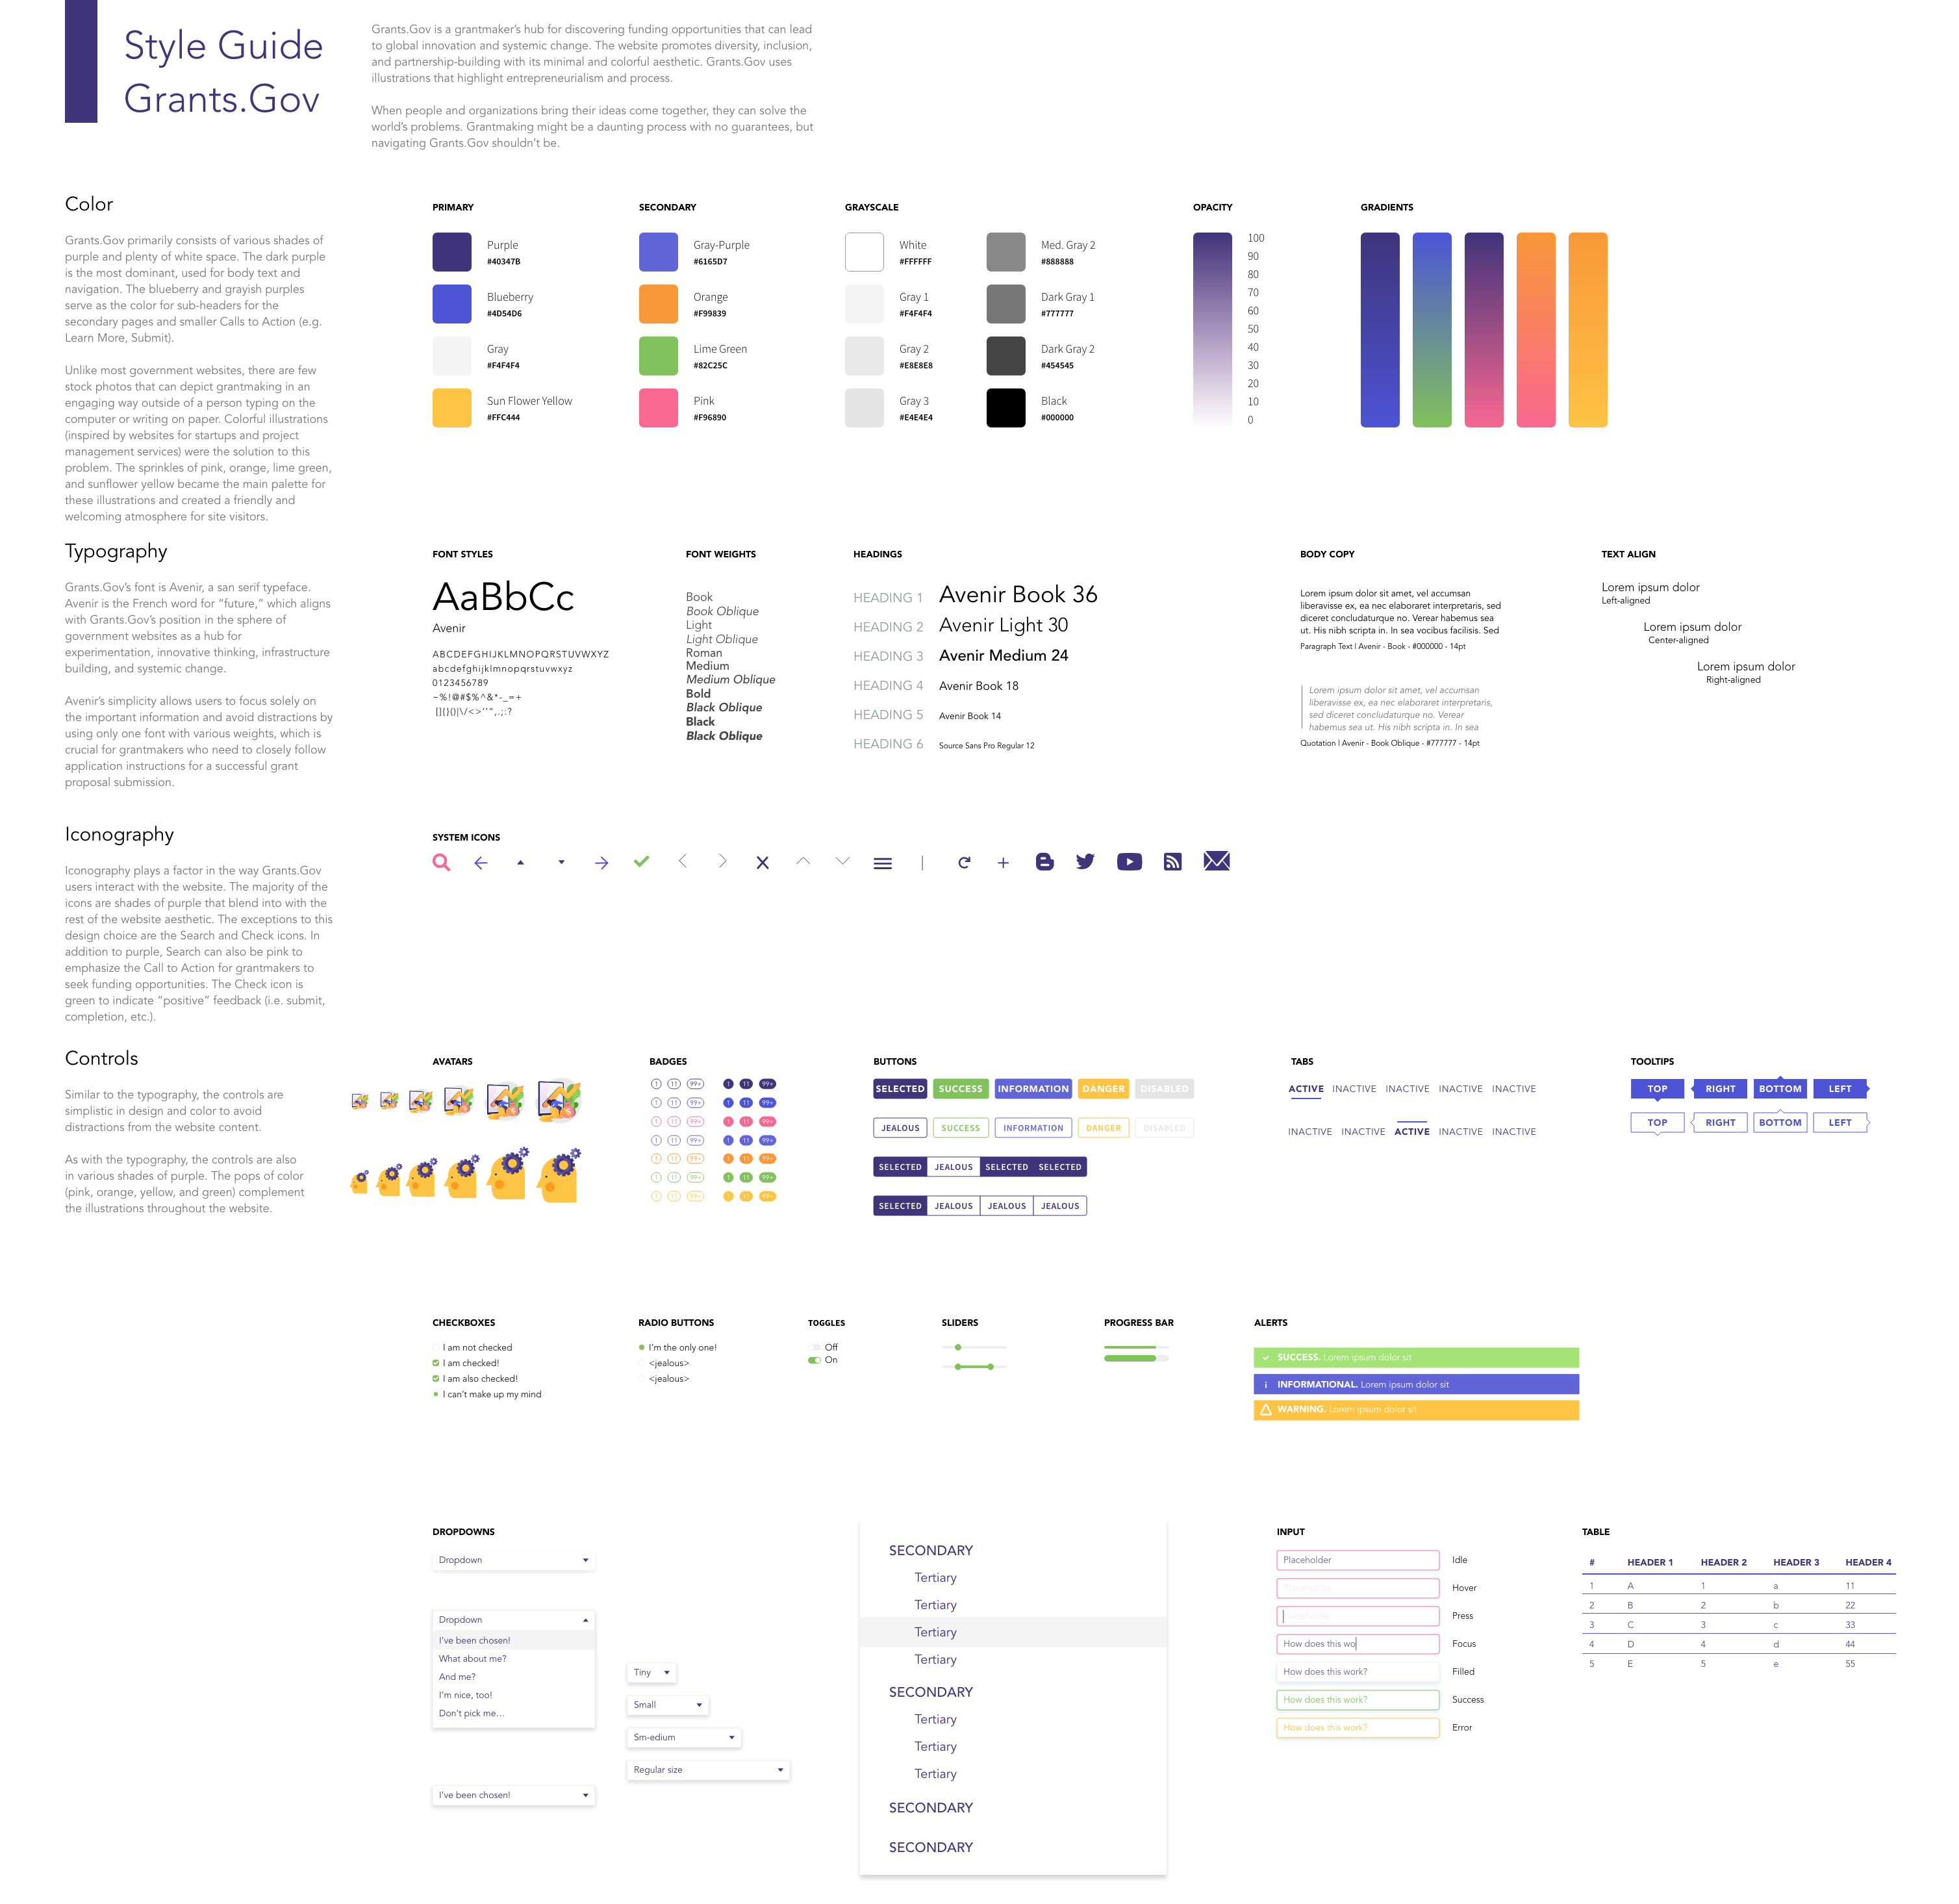 Style Guide
Grants.Gov
Grants.Gov is a grantmaker's hub for discovering funding opportunities that can lead
to global innovation and systemic change. The website promotes diversity, inclusion,
and partnership-building with its minimal and colorful aesthetic. Grants.Gov uses
illustrations that highlight entrepreneurialism and process.
When people and organizations bring their ideas come together, they can solve the
world's problems. Grantmaking might be a daunting process with no guarantees, but
navigating Grants.Gov shouldn't be.
Color
Grants.Gov primarily consists of various shades of
purple and plenty of white space. The dark purple
is the most dominant, used for body text and
navigation. The blueberry and grayish purples
serve as the color for sub-headers for the
secondary pages and smaller Calls to Action (e.g.
Learn More, Submit).
Unlike most government websites, there are few
stock photos that can depict grantmaking in an
engaging way outside of a person typing on the
computer or writing on paper. Colorful illustrations
(inspired by websites for startups and project
management services) were the solution to this
problem. The sprinkles of pink, orange, lime green,
and sunflower yellow became the main palette for
these illustrations and created a friendly and
welcoming atmosphere for site visitors.
PRIMARY
Purple
#40347B
Blueberry
#4D54D6
Gray
#F4F4F4
Sun Flower Yellow
#FFC444
SECONDARY
Gray-Purple
#6165D7
Orange
#F99839
Lime Green
#82C25C
Pink
#F96890
GRAYSCALE
White
#FFFFFF
Gray 1
#F4F4F4
Gray 2
#E8E8E8
Gray 3
#E4E4E4
Med. Gray 2
#888888
Dark Gray 1
#777777
Dark Gray 2
#454545
Black
#000000
OPACITY
100
90
80
70
60
50
40
30
20
10
0
GRADIENTS
Typography
Grants.Gov's font is Avenir, a san serif typeface.
Avenir is the French word for "future," which aligns
with Grants.Gov's position in the sphere of
government websites as a hub for
experimentation, innovative thinking, infrastructure
building, and systemic change.
Avenir's simplicity allows users to focus solely on
the important information and avoid distractions by
using only one font with various weights, which is
crucial for grantmakers who need to closely follow
application instructions for a successful grant
proposal submission.
FONT STYLES
AaBbCc
Avenir
ABCDEFGHIJKLMNOPQRSTUVWXYZ
abcdefghijklmnopqrstuvwxyz
0123456789
~%!@#$%^&*-_=+
[]{}()|\/<>'‘",.;:?
FONT WEIGHTS
Book
Book Oblique
Light
Light Oblique
Roman
Medium
Medium Oblique
Bold
Black Oblique
Black
Black Oblique
HEADINGS
HEADING 1 Avenir Book 36
HEADING 2 Avenir Light 30
HEADING 3 Avenir Medium 24
HEADING 4 Avenir Book 18
HEADING 5 Avenir Book 14
HEADING 6 Source Sans Pro Regular 12
BODY COPY
Lorem ipsum dolor sit amet, vel accumsan
liberavisse ex, ea nec elaboraret interpretaris, sed
sed diceret concludaturque no. Verear habemus sea
ut. His nibh scripta in. In sea vocibus facilisis. Sed
Paragraph Text | Avenir - Book - #000000 - 14pt
Lorem ipsum dolor sit amet, vel accumsan
liberavisse ex, ea nec elaboraret interpretaris,
sed diceret concludaturque no. Verear
habemus sea ut. His nibh scripta in. In sea
Quotation | Avenir - Book Oblique - #777777 - 14pt
TEXT ALIGN
Lorem ipsum dolor
Left-aligned
Lorem ipsum dolor
Center-aligned
Lorem ipsum dolor
Right-aligned
Iconography
Iconography plays a factor in the way Grants.Gov
users interact with the website. The majority of the
icons are shades of purple that blend into with the
rest of the website aesthetic. The exceptions to this
design choice are the Search and Check icons. In
addition to purple, Search can also be pink to
emphasize the Call to Action for grantmakers to
seek funding opportunities. The Check icon is
green to indicate "positive" feedback (i.e. submit,
completion, etc.).
SYSTEM ICONS
Controls
Similar to the typography, the controls are
simplistic in design and color to avoid
distractions from the website content.
As with the typography, the controls are also
in various shades of purple. The pops of color
(pink, orange, yellow, and green) complement
the illustrations throughout the website.
AVATARS
BADGES
1 11 99+ 1 11 99+
1 11 99+ 1 11 99+
1 11 99+ 1 11 99+
1 11 99+ 1 11 99+
1 11 99+ 1 11 99+
1 11 99+ 1 11 99+
1 11 99+ 1 11 99+
BUTTONS
SELECTED SUCCESS INFORMATION DANGER DISABLED
JEALOUS SUCCESS INFORMATION DANGER DISABLED
SELECTED JEALOUS SELECTED SELECTED
SELECTED JEALOUS JEALOUS JEALOUS
TABS
ACTIVE INACTIVE INACTIVE INACTIVE INACTIVE
INACTIVE INACTIVE ACTIVE INACTIVE INACTIVE
TOOLTIPS
TOP RIGHT BOTTOM LEFT
TOP RIGHT BOTTOM LEFT
CHECKBOXES
I am not checked
I am checked!
I am also checked!
I can't make up my mind
RADIO BUTTONS
I'm the only one!
<jealous>
<jealous>
TOGGLES
Off
On
SLIDERS
PROGRESS BAR
ALERTS
SUCCESS. Lorem ipsum dolor sit
INFORMATIONAL. Lorem ipsum dolor sit
WARNING. Lorem ipsum dolor sit
DROPDOWNS
Dropdown
Dropdown
I've been chosen!
What about me?
And me?
I'm nice, too!
Don't pick me...
I've been chosen!
Tiny
Small
Sm-edium
Regular size
SECONDARY
Tertiary
Tertiary
Tertiary
Tertiary
SECONDARY
Tertiary
Tertiary
Tertiary
SECONDARY
SECONDARY
INPUT
Placeholder Idle
Placeholder Hover
Placeholder Press
How does this wo Focus
How does this work? Filled
How does this work? Success
How does this work? Error
TABLE
# HEADER 1 HEADER 2 HEADER 3 HEADER 4
1 A 1 a 11
2 B 2 b 22
3 C 3 c 33
4 D 4 d 44
5 E 5 e 55